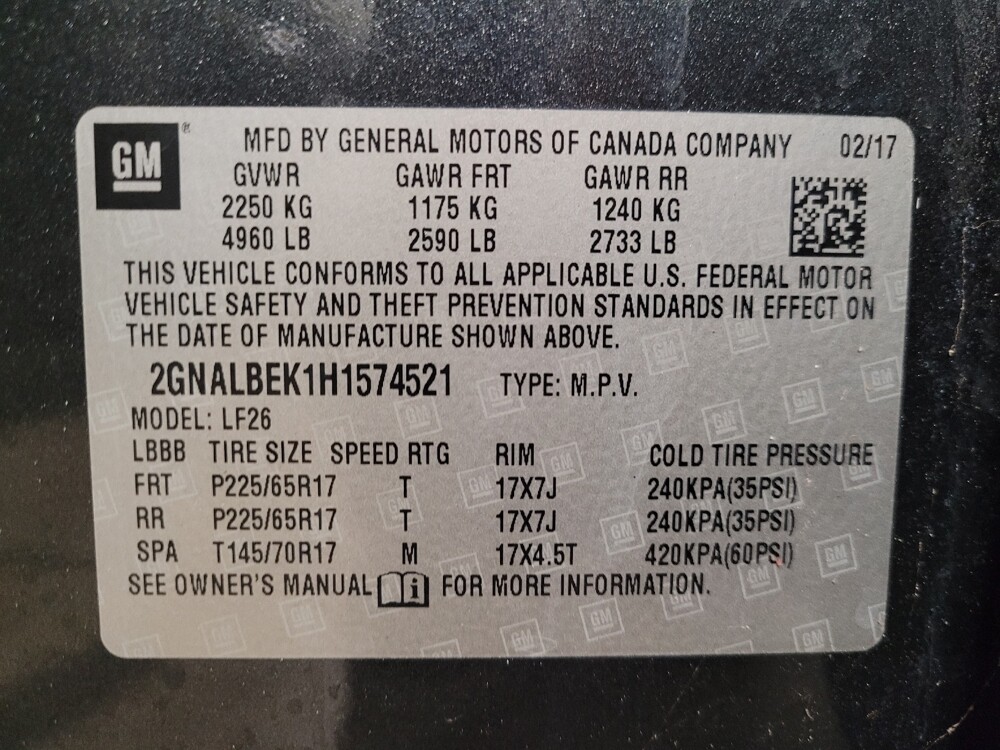 GM ® MFD BY GENERAL MOTORS OF CANADA COMPANY 02/17
GVWR GAWR FRT GAWR RR
2250 KG 1175 KG 1240 KG
4960 LB 2590 LB 2733 LB
THIS VEHICLE CONFORMS TO ALL APPLICABLE U.S. FEDERAL MOTOR
VEHICLE SAFETY AND THEFT PREVENTION STANDARDS IN EFFECT ON
THE DATE OF MANUFACTURE SHOWN ABOVE.
2GNALBEK1H1574521 TYPE: M.P.V.
MODEL: LF26
LBBB TIRE SIZE SPEED RTG RIM COLD TIRE PRESSURE
FRT P225/65R17 T 17X7J 240KPA(35PSI)
RR P225/65R17 T 17X7J 240KPA(35PSI)
SPA T145/70R17 M 17X4.5T 420KPA(60PSI)
SEE OWNER'S MANUAL i FOR MORE INFORMATION.